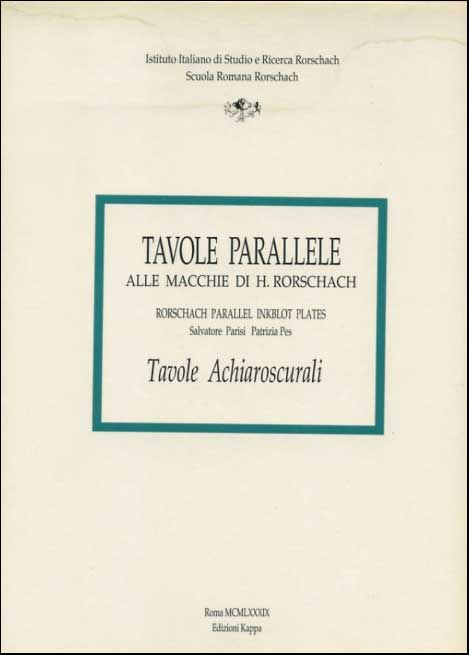 Istituto Italiano di Studio e Ricerca Rorschach
Scuola Romana Rorschach
TAVOLE PARALLELE
ALLE MACCHIE DI H. RORSCHACH
RORSCHACH PARALLEL INKBLOT PLATES
Salvatore Parisi Patrizia Pes
Tavole Achiaroscurali
Roma MCMLXXXIX
Edizioni Kappa